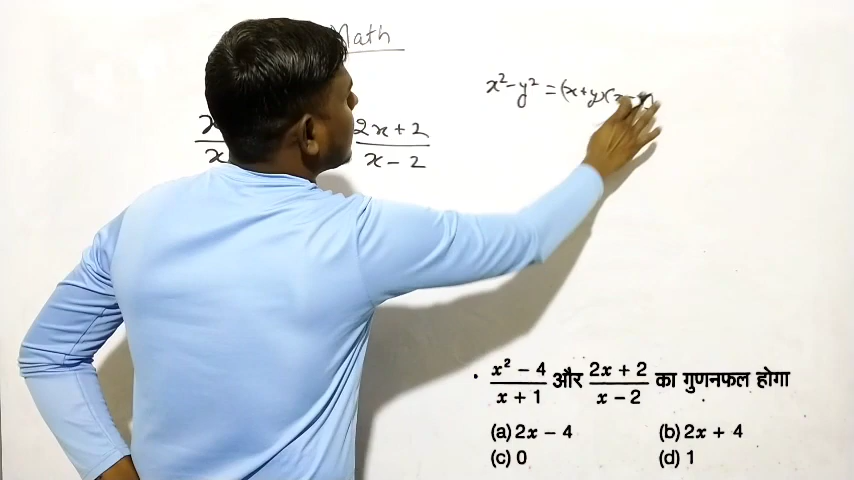 Math
x² - y² = (x+y)(x-y)
x 2x+2
x x-2
• x² - 4 / x + 1 और 2x + 2 / x - 2 का गुणनफल होगा
(a) 2x - 4 (b) 2x + 4
(c) 0 (d) 1